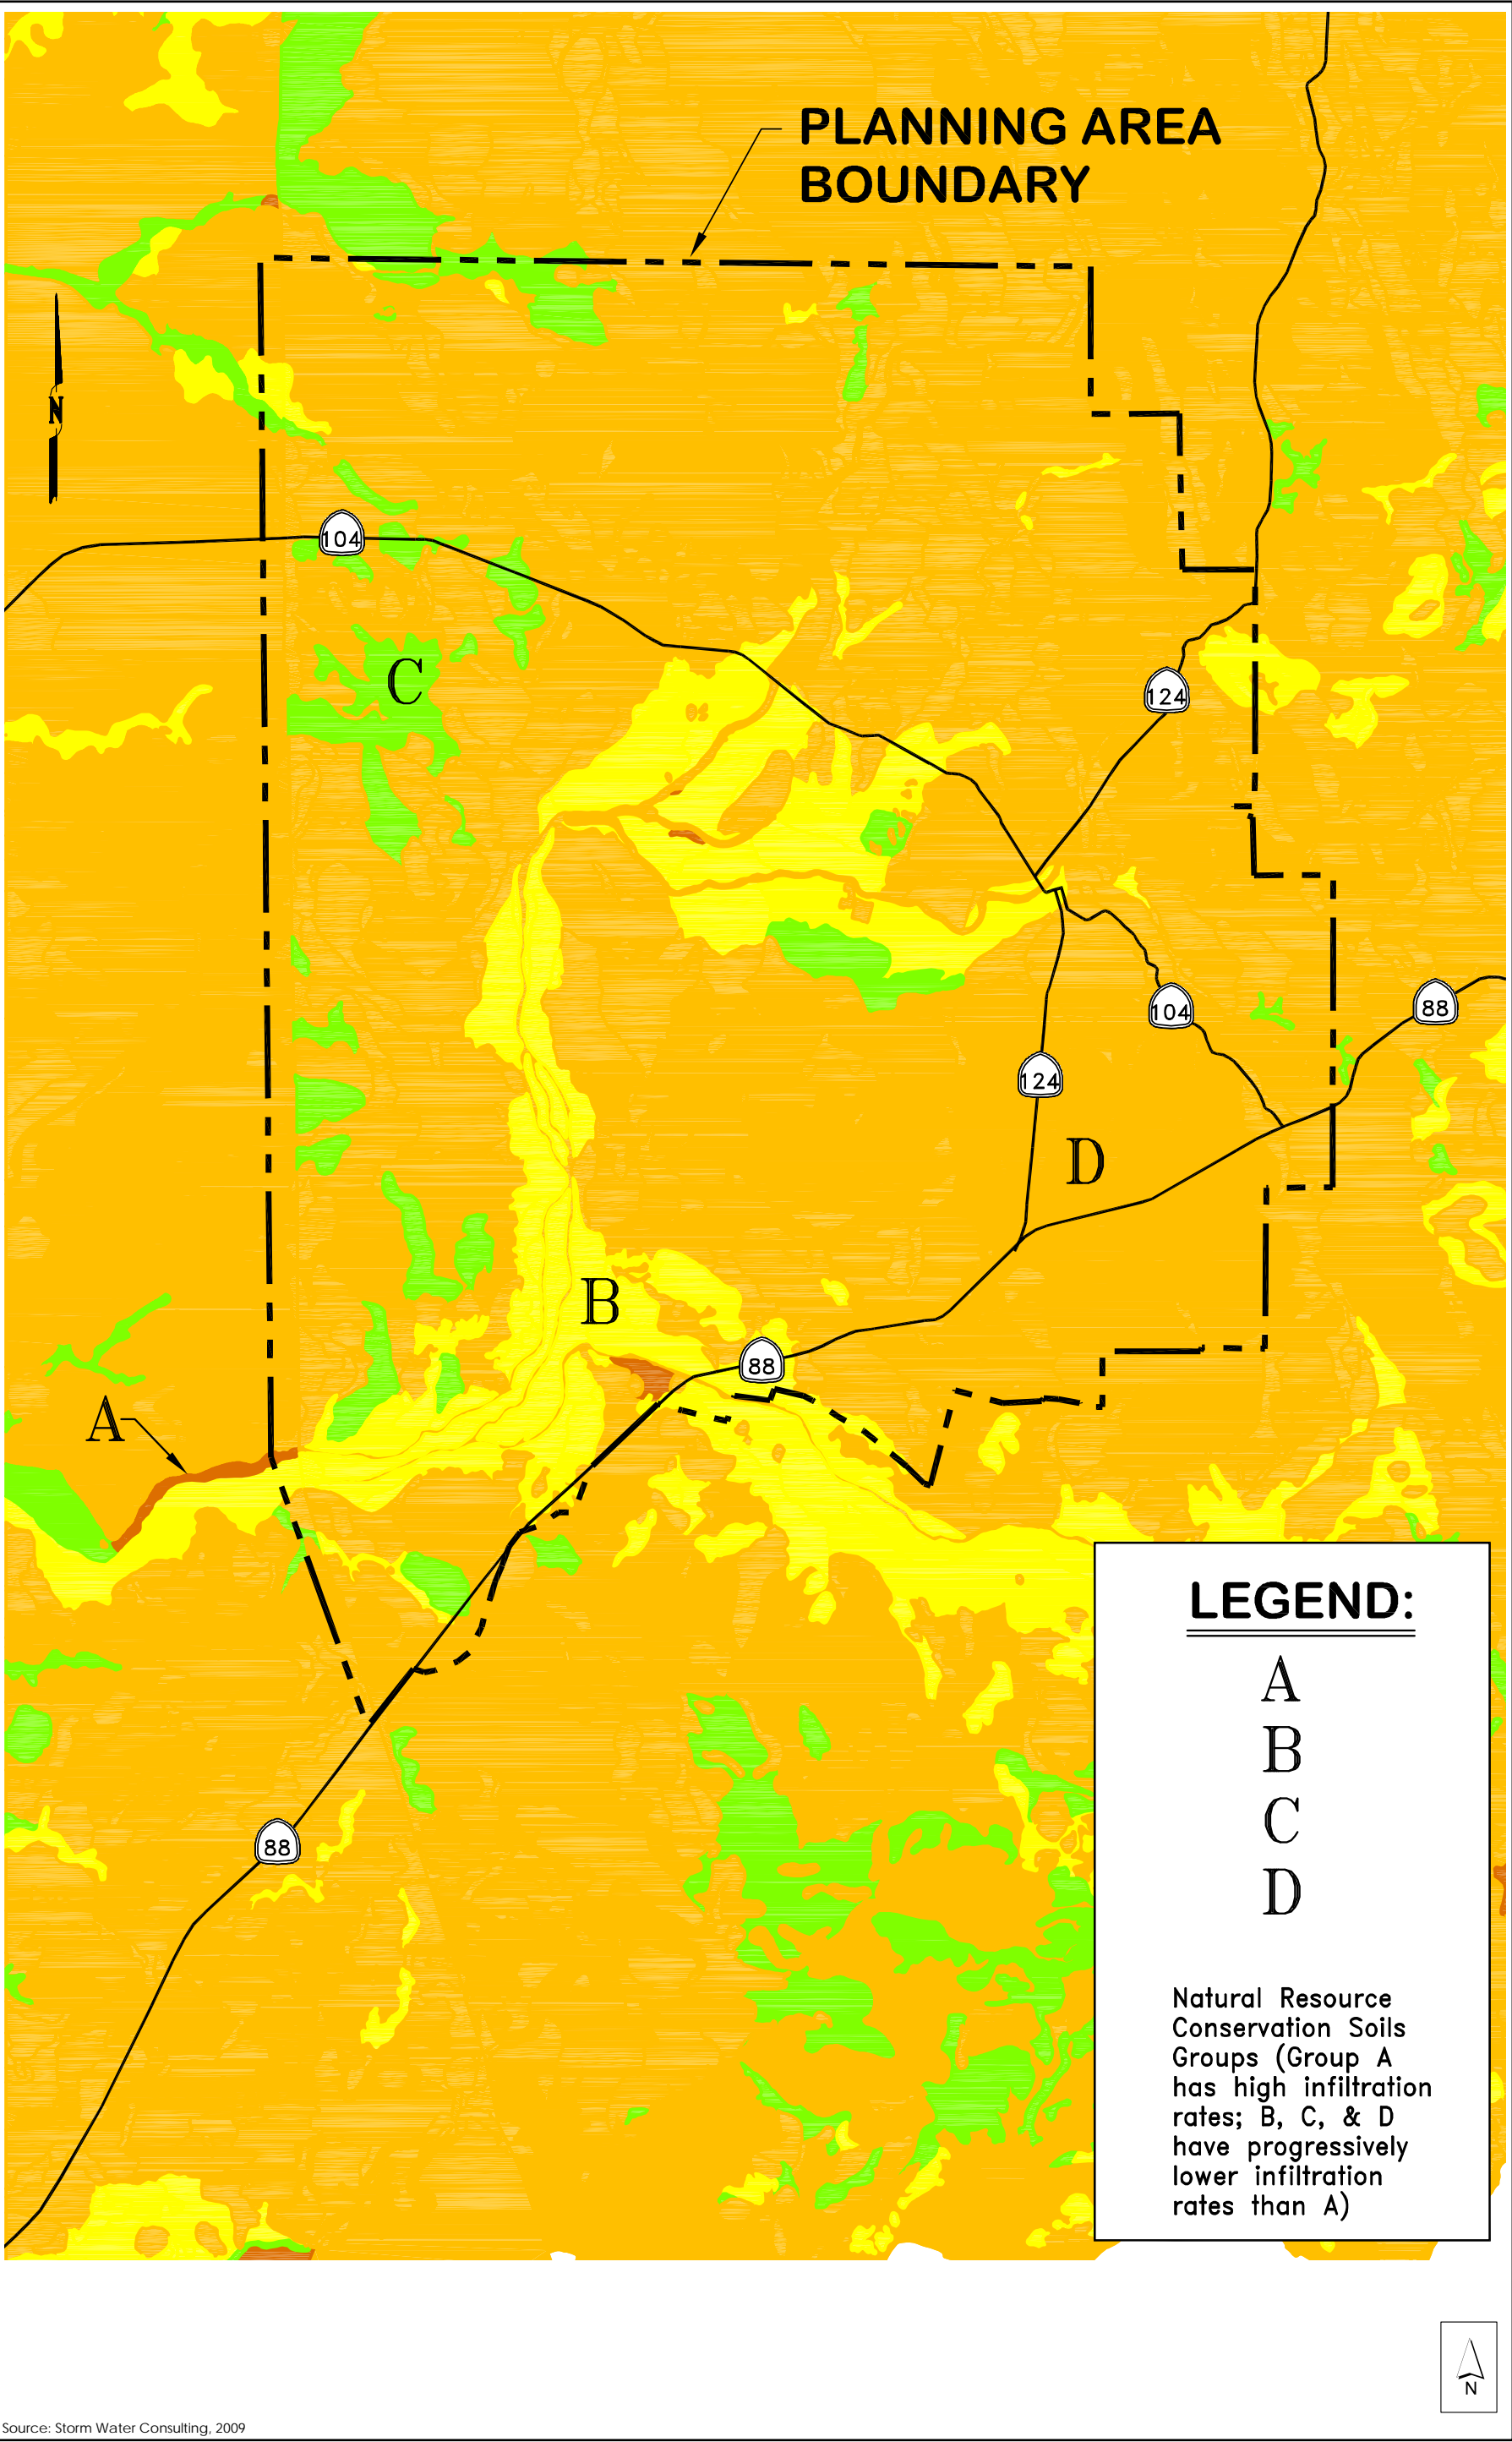 PLANNING AREA
BOUNDARY
N
104
C
124
104
88
124
D
B
88
A
LEGEND:
A
B
C
D
Natural Resource
Conservation Soils
Groups (Group A
has high infiltration
rates; B, C, & D
have progressively
lower infiltration
rates than A)
88
N
Source: Storm Water Consulting, 2009